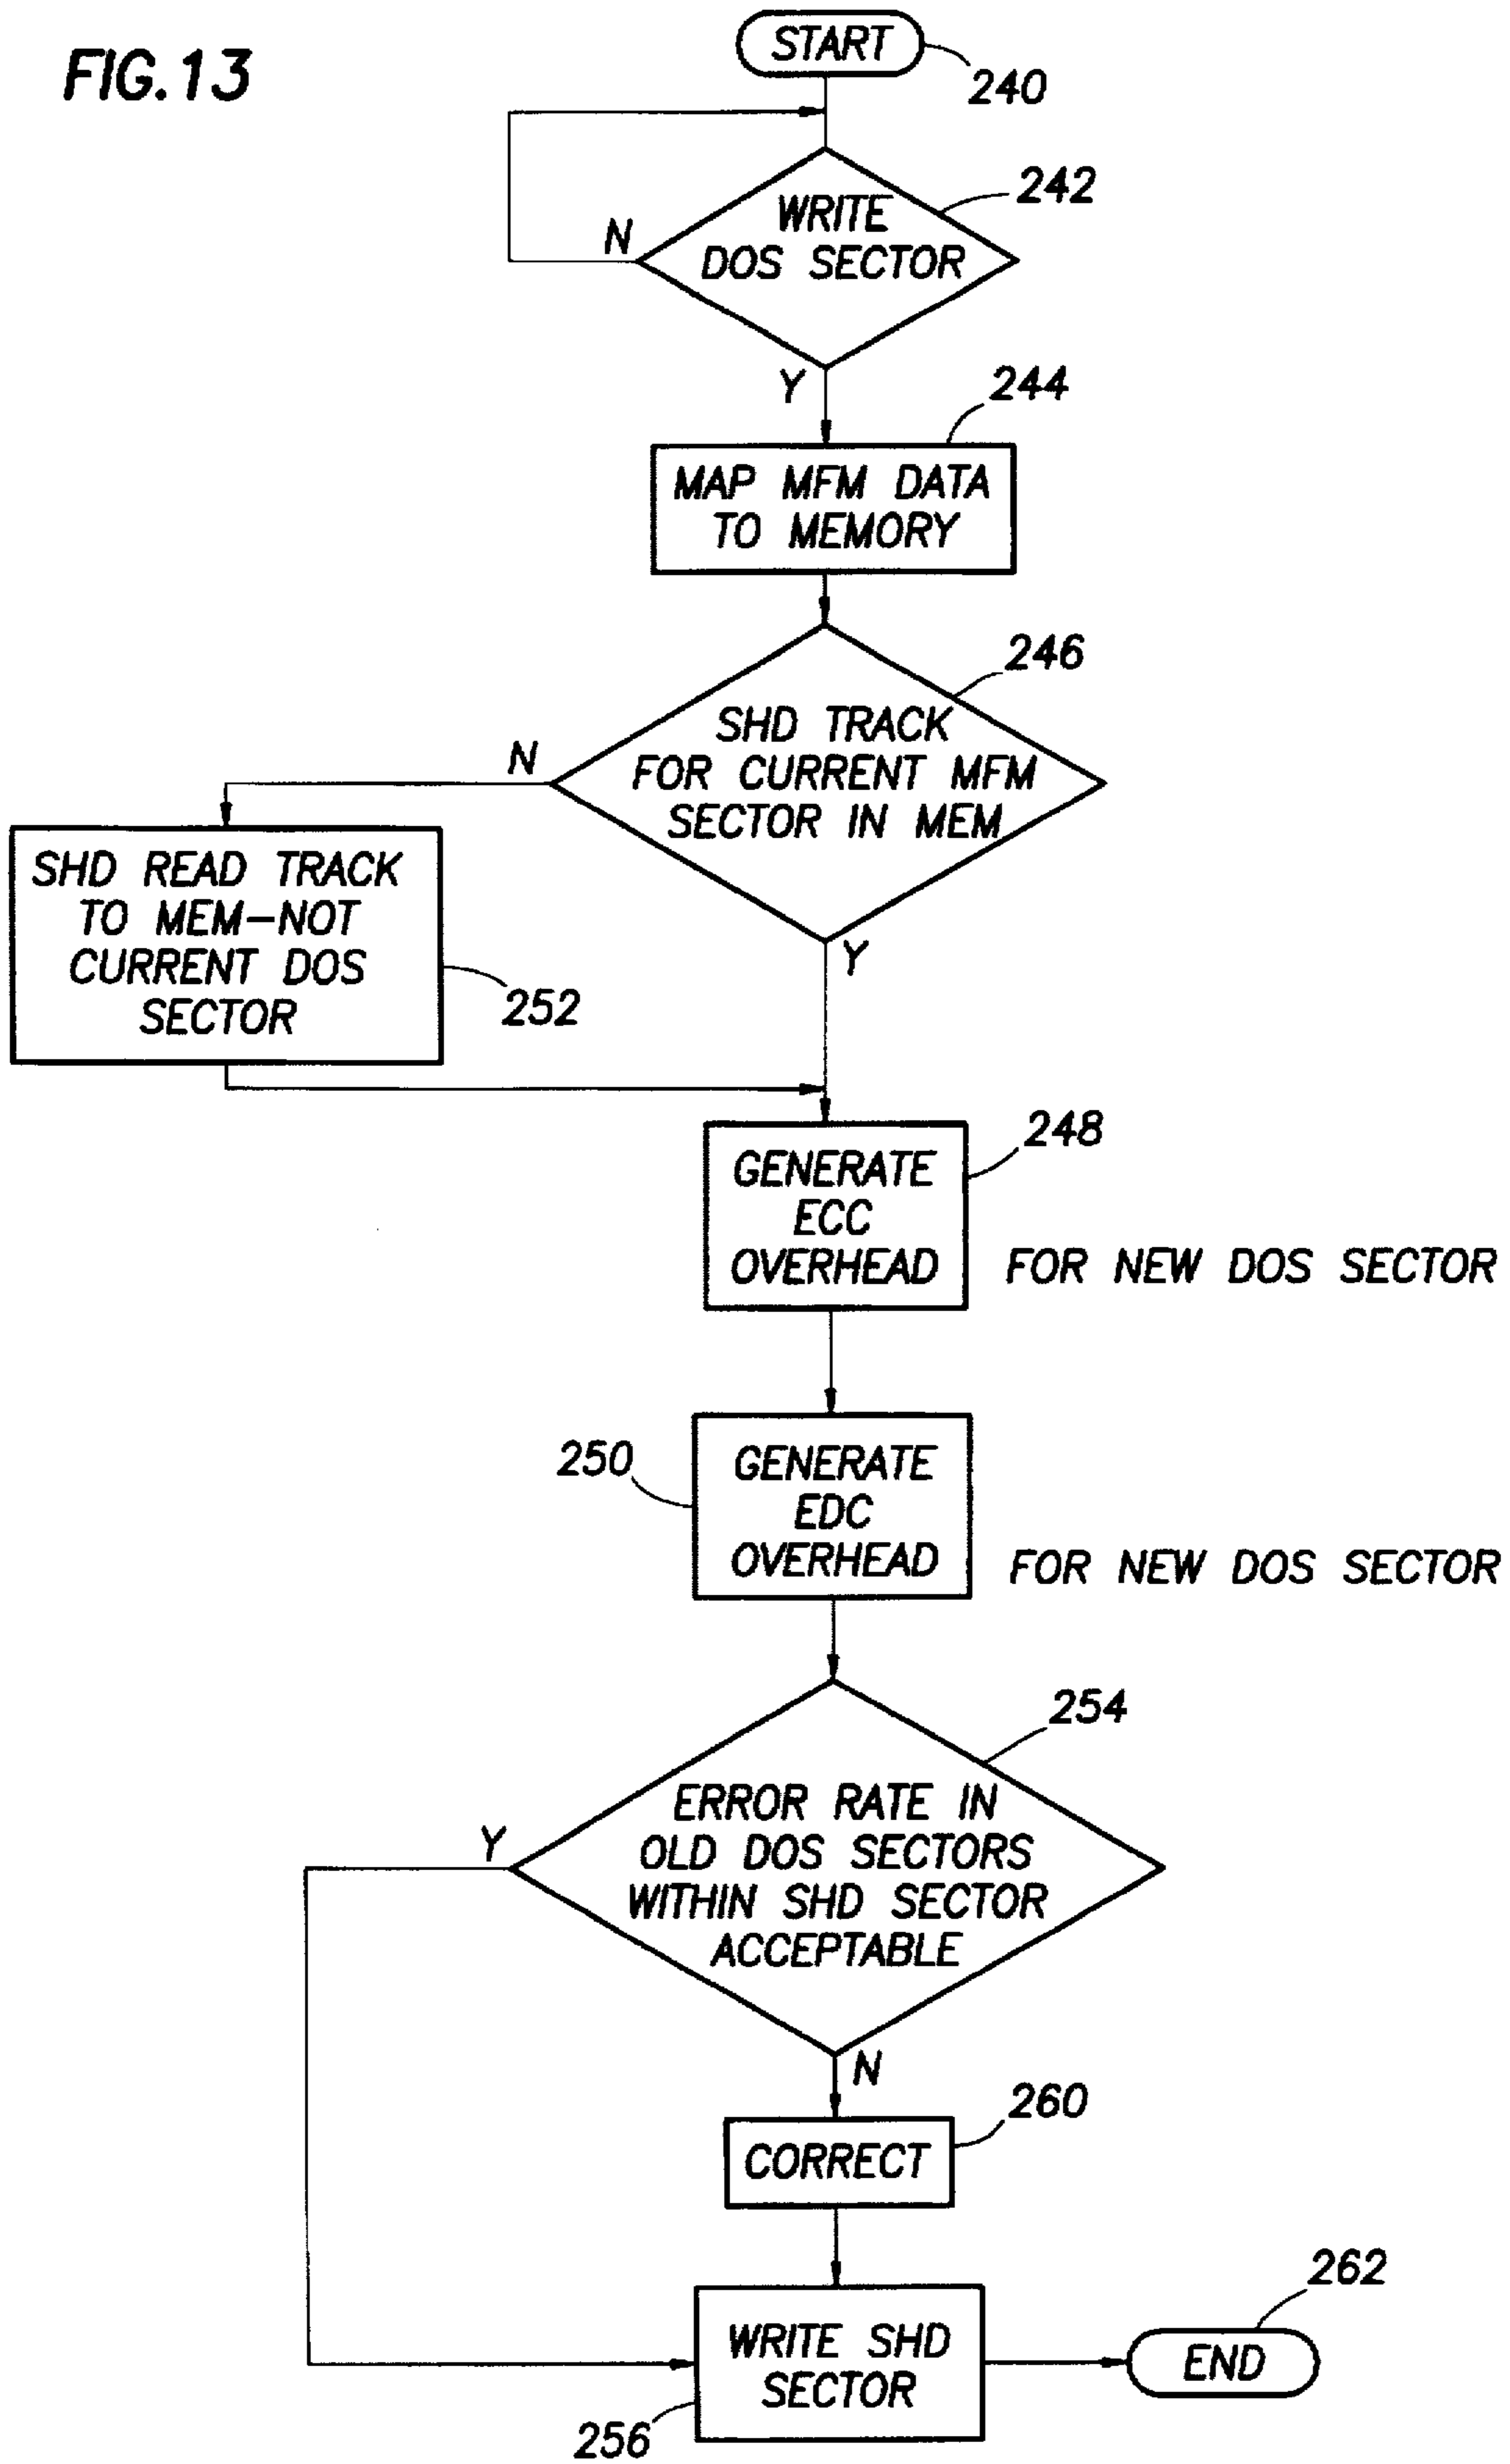 FIG.13
START
240
242
WRITE
DOS SECTOR
N
Y
244
MAP MFM DATA
TO MEMORY
246
SHD TRACK
FOR CURRENT MFM
SECTOR IN MEM
N
Y
SHD READ TRACK
TO MEM-NOT
CURRENT DOS
SECTOR
252
248
GENERATE
ECC
OVERHEAD
FOR NEW DOS SECTOR
250
GENERATE
EDC
OVERHEAD
FOR NEW DOS SECTOR
254
ERROR RATE IN
OLD DOS SECTORS
WITHIN SHD SECTOR
ACCEPTABLE
Y
N
260
CORRECT
WRITE SHD
SECTOR
256
262
END